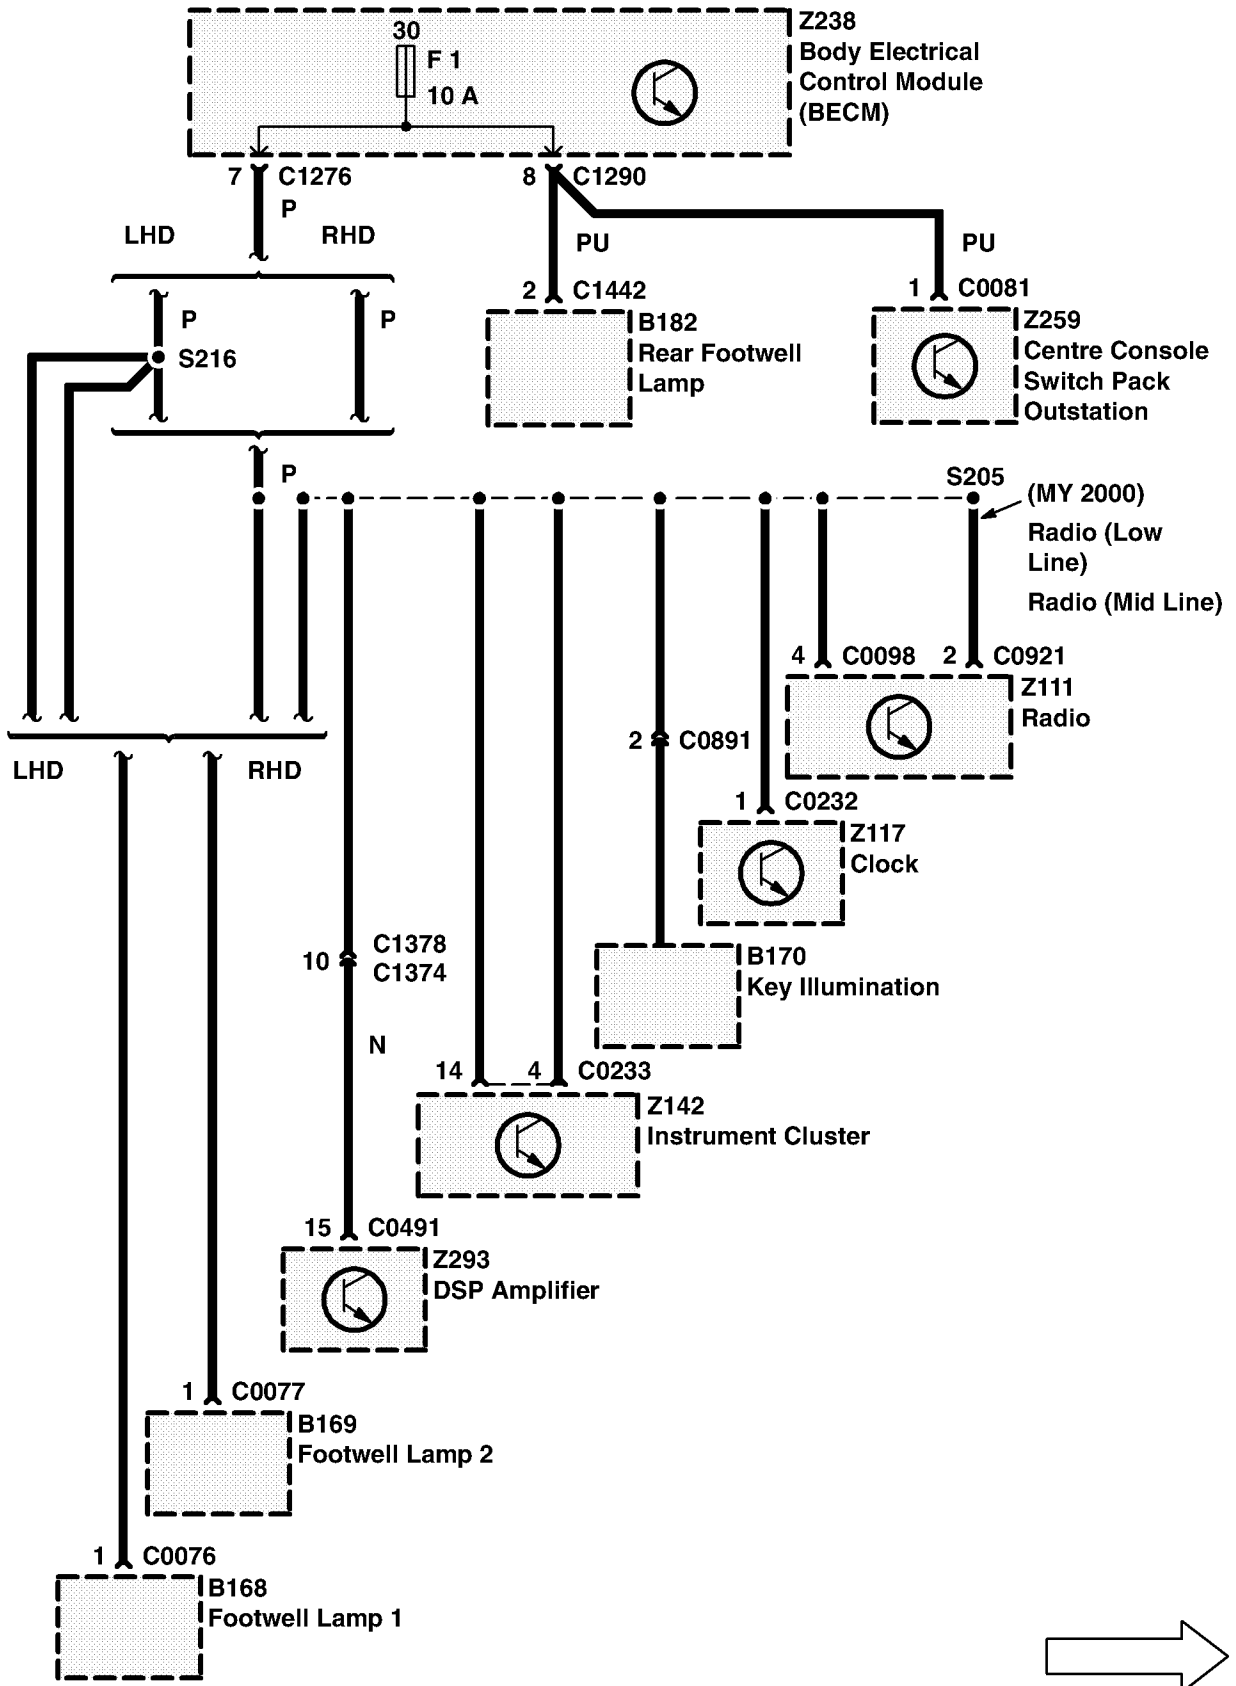 30
F 1
10 A
Z238
Body Electrical
Control Module
(BECM)
7 C1276
8 C1290
P
LHD RHD
PU
PU
2 C1442
1 C0081
B182
Rear Footwell
Lamp
Z259
Centre Console
Switch Pack
Outstation
P
P
S216
P
S205
(MY 2000)
Radio (Low
Line)
Radio (Mid Line)
4 C0098
2 C0921
Z111
Radio
2 C0891
LHD RHD
1 C0232
Z117
Clock
10 C1378
C1374
B170
Key Illumination
N
14 4 C0233
Z142
Instrument Cluster
15 C0491
Z293
DSP Amplifier
1 C0077
B169
Footwell Lamp 2
1 C0076
B168
Footwell Lamp 1